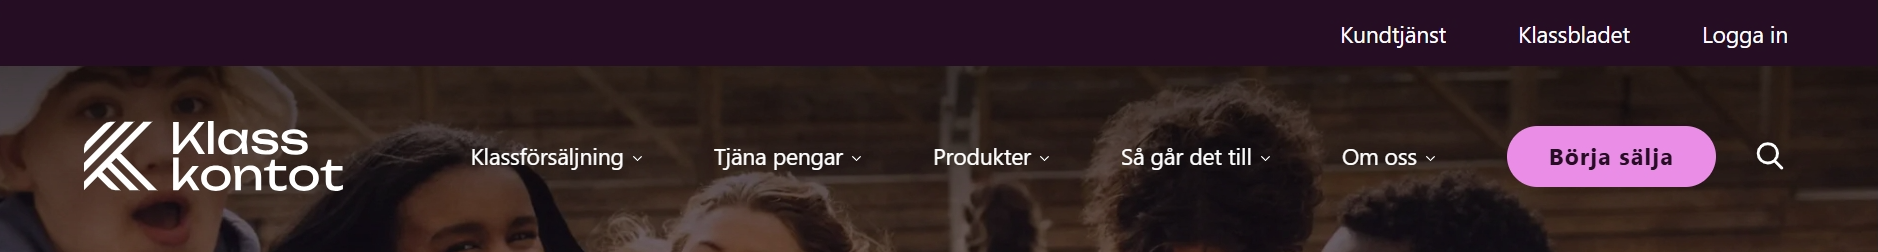 Kundtjänst Klassbladet Logga in
Klass
kontot
Klassförsäljning Tjäna pengar Produkter Så går det till Om oss Börja sälja